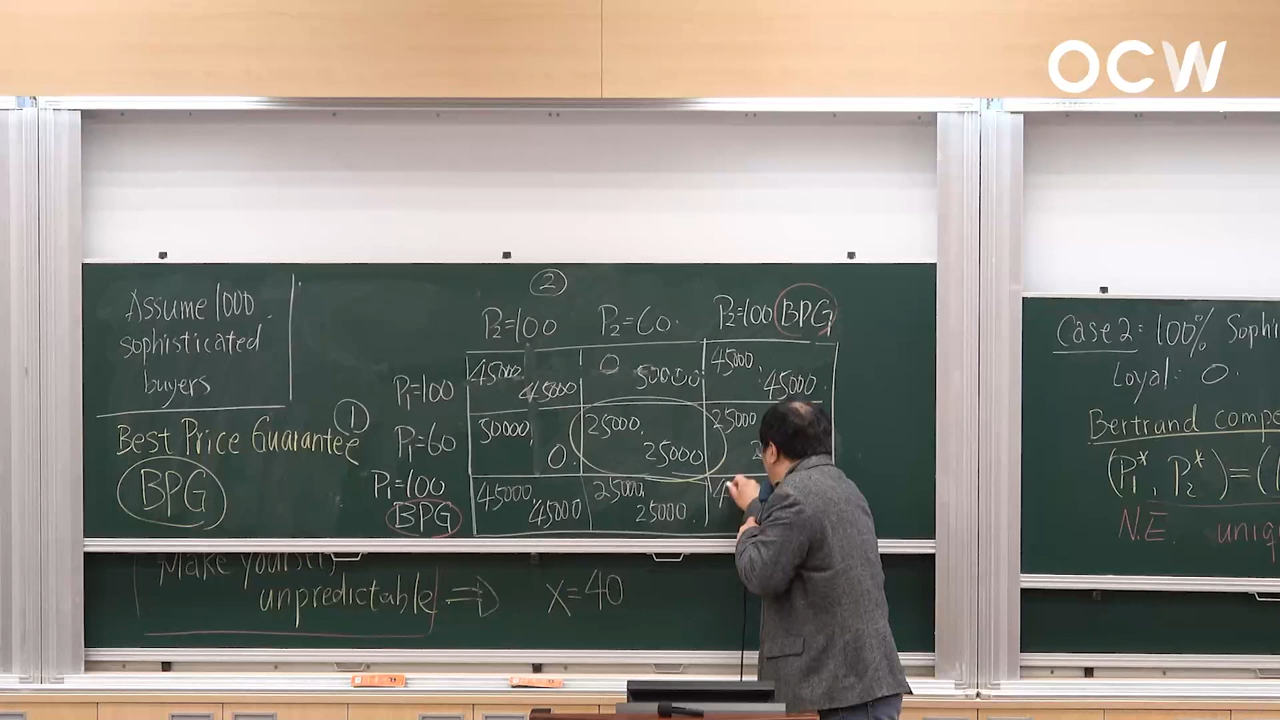 OCW
Assume 1000
sophisticated
buyers
Best Price Guarantee
BPG
①
②
P₂=100
P₂=60.
P₂=100 BPG
P₁=100
45000,
45000
0
50000
45000,
45000.
P₁=60
50000,
0.
25000,
25000
25000
2
P₁=100
BPG
45000,
45000
25000,
25000.
4
Make yourself
unpredictable ⇒ x=40
Case 2: 100% Sophi
Loyal: 0.
Bertrand compe
(P₁*, P₂*)=(
N.E. uniq